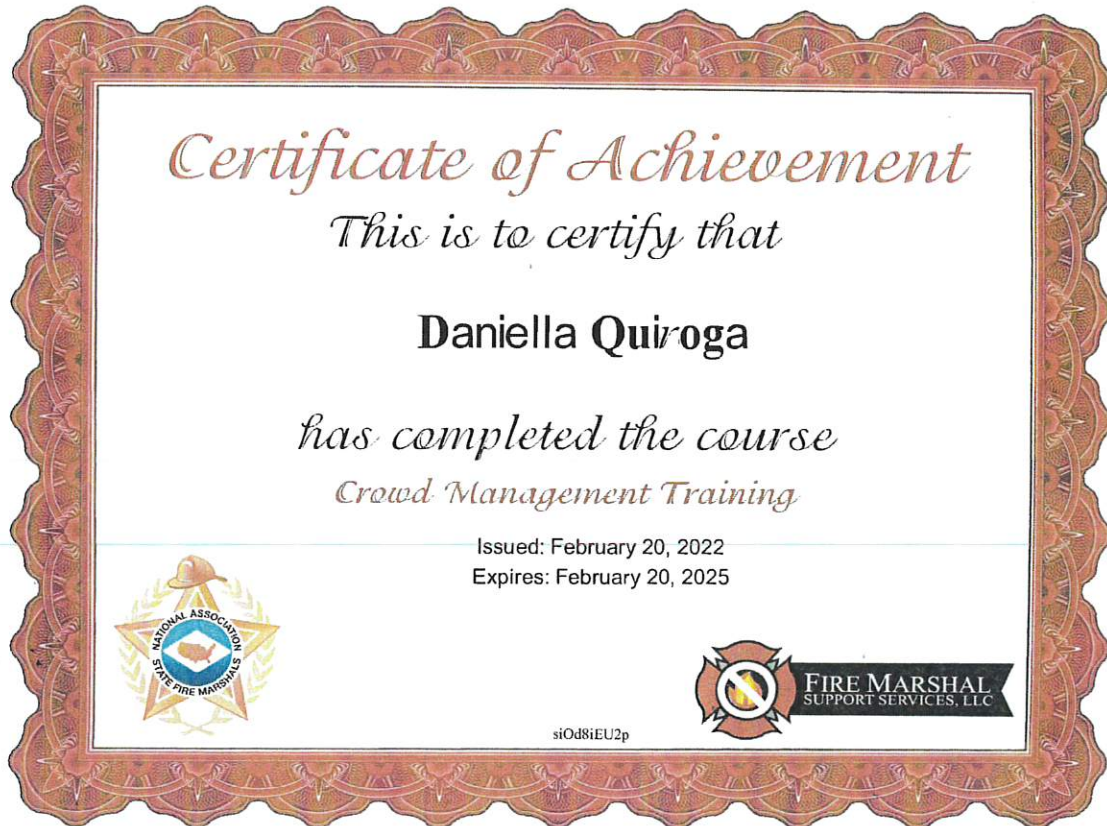 Certificate of Achievement
This is to certify that
Daniella Quiroga
has completed the course
Crowd Management Training
Issued: February 20, 2022
Expires: February 20, 2025
NATIONAL ASSOCIATION
STATE FIRE MARSHALS
FIRE MARSHAL
SUPPORT SERVICES, LLC
siOd8iEU2p